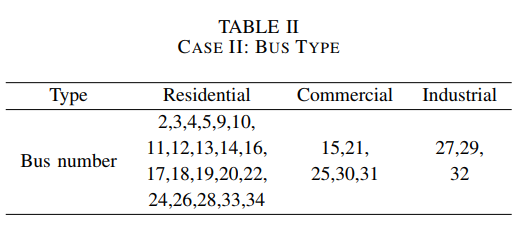 TABLE II
CASE II: BUS TYPE
Type Residential Commercial Industrial
2,3,4,5,9,10,
11,12,13,14,16, 15,21, 27,29,
Bus number
17,18,19,20,22, 25,30,31 32
24,26,28,33,34